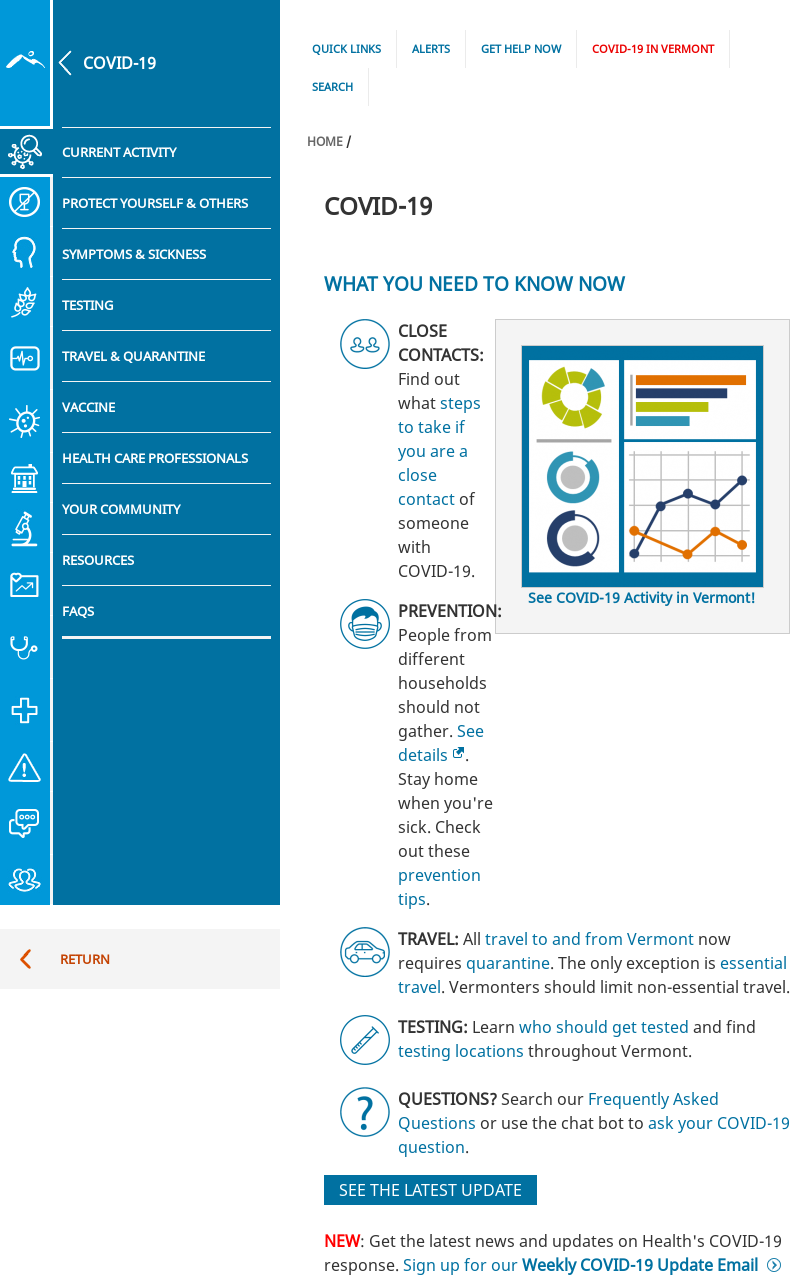 COVID-19
CURRENT ACTIVITY
PROTECT YOURSELF & OTHERS
SYMPTOMS & SICKNESS
TESTING
TRAVEL & QUARANTINE
VACCINE
HEALTH CARE PROFESSIONALS
YOUR COMMUNITY
RESOURCES
FAQS
RETURN
QUICK LINKS ALERTS GET HELP NOW COVID-19 IN VERMONT
SEARCH
HOME /
COVID-19
WHAT YOU NEED TO KNOW NOW
CLOSE
CONTACTS:
Find out
what steps
to take if
you are a
close
contact of
someone
with
COVID-19.
See COVID-19 Activity in Vermont!
PREVENTION:
People from
different
households
should not
gather. See
details .
Stay home
when you're
sick. Check
out these
prevention
tips.
TRAVEL: All travel to and from Vermont now
requires quarantine. The only exception is essential
travel. Vermonters should limit non-essential travel.
TESTING: Learn who should get tested and find
testing locations throughout Vermont.
? QUESTIONS? Search our Frequently Asked
Questions or use the chat bot to ask your COVID-19
question.
SEE THE LATEST UPDATE
NEW: Get the latest news and updates on Health's COVID-19
response. Sign up for our Weekly COVID-19 Update Email